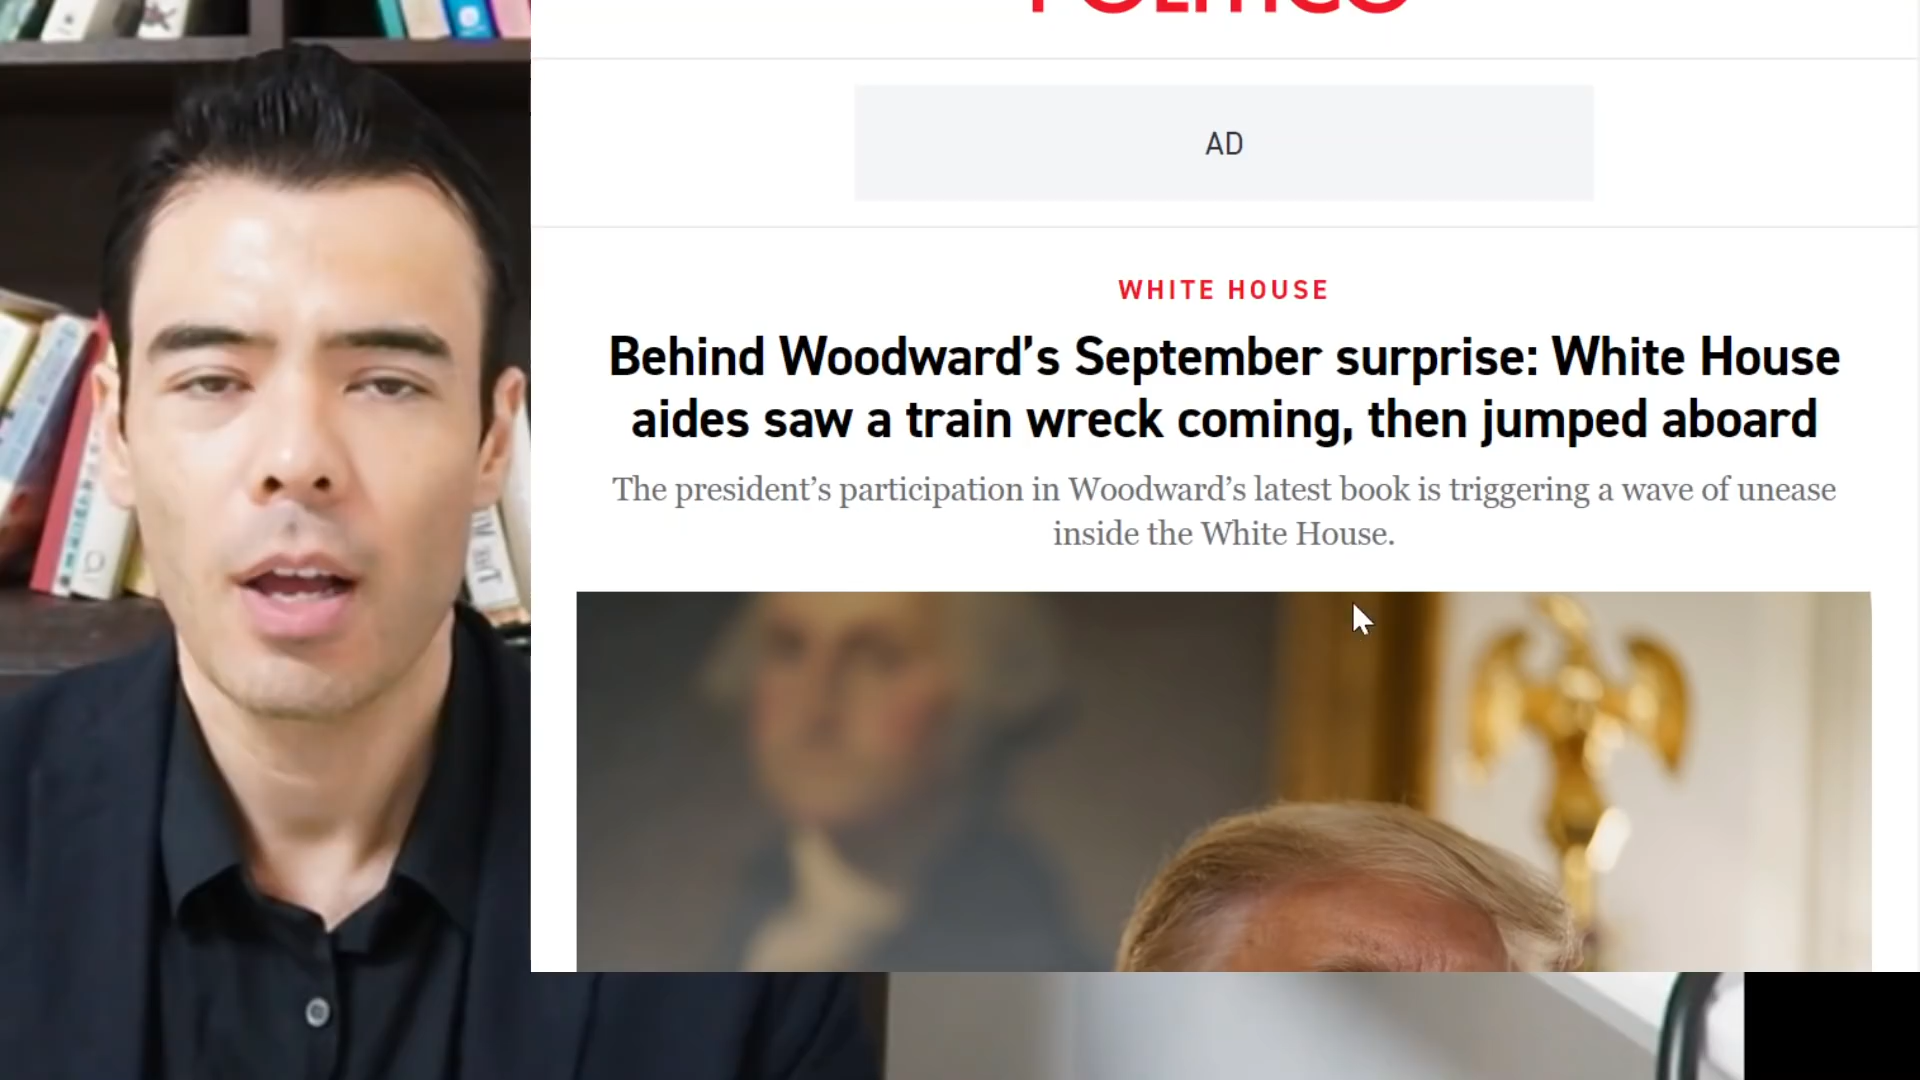 POLITICO
AD
WHITE HOUSE
Behind Woodward's September surprise: White House
aides saw a train wreck coming, then jumped aboard
The president's participation in Woodward's latest book is triggering a wave of unease
inside the White House.